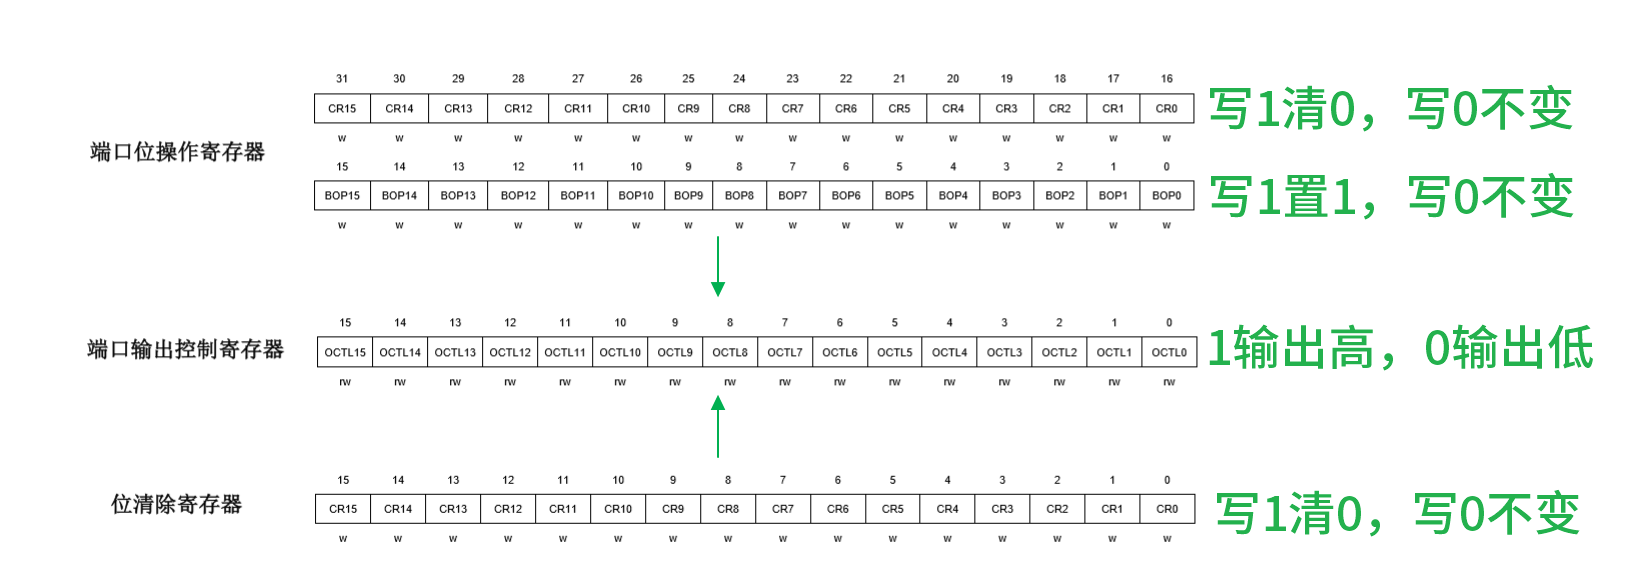 31 30 29 28 27 26 25 24 23 22 21 20 19 18 17 16
CR15 CR14 CR13 CR12 CR11 CR10 CR9 CR8 CR7 CR6 CR5 CR4 CR3 CR2 CR1 CR0
写1清0，写0不变
w w w w w w w w w w w w w w w w
端口位操作寄存器
15 14 13 12 11 10 9 8 7 6 5 4 3 2 1 0
BOP15 BOP14 BOP13 BOP12 BOP11 BOP10 BOP9 BOP8 BOP7 BOP6 BOP5 BOP4 BOP3 BOP2 BOP1 BOP0
写1置1，写0不变
w w w w w w w w w w w w w w w w
15 14 13 12 11 10 9 8 7 6 5 4 3 2 1 0
端口输出控制寄存器
OCTL15 OCTL14 OCTL13 OCTL12 OCTL11 OCTL10 OCTL9 OCTL8 OCTL7 OCTL6 OCTL5 OCTL4 OCTL3 OCTL2 OCTL1 OCTL0
1输出高，0输出低
rw rw rw rw rw rw rw rw rw rw rw rw rw rw rw rw
15 14 13 12 11 10 9 8 7 6 5 4 3 2 1 0
位清除寄存器
CR15 CR14 CR13 CR12 CR11 CR10 CR9 CR8 CR7 CR6 CR5 CR4 CR3 CR2 CR1 CR0
写1清0，写0不变
w w w w w w w w w w w w w w w w